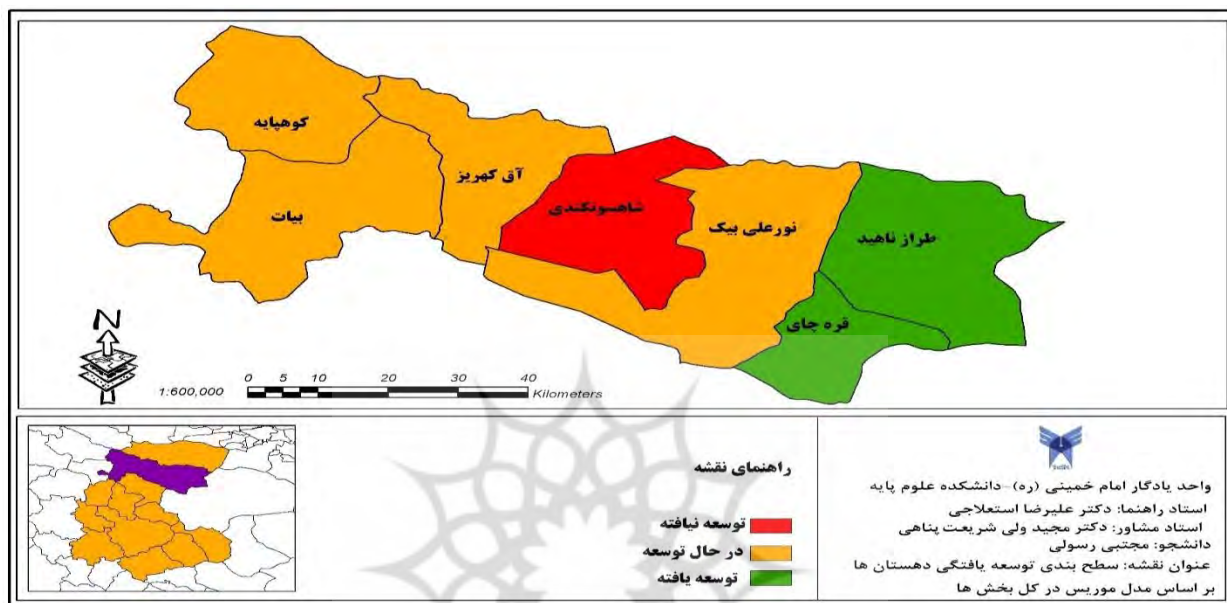 کوهپایه
آق کهریز
بیات
شاهسونکندی
نورعلی بیک
طراز ناهید
قره چای
N
1:600,000
0 5 10 20 30 40
Kilometers
راهنمای نقشه
توسعه نیافته
در حال توسعه
توسعه یافته
واحد یادگار امام خمینی (ره)- دانشکده علوم پایه
استاد راهنما: دکتر علیرضا استعلاجی
استاد مشاور: دکتر مجید ولی شریعت پناهی
دانشجو: مجتبی رسولی
عنوان نقشه: سطح بندی توسعه یافتگی دهستان ها
بر اساس مدل موریس در کل بخش ها